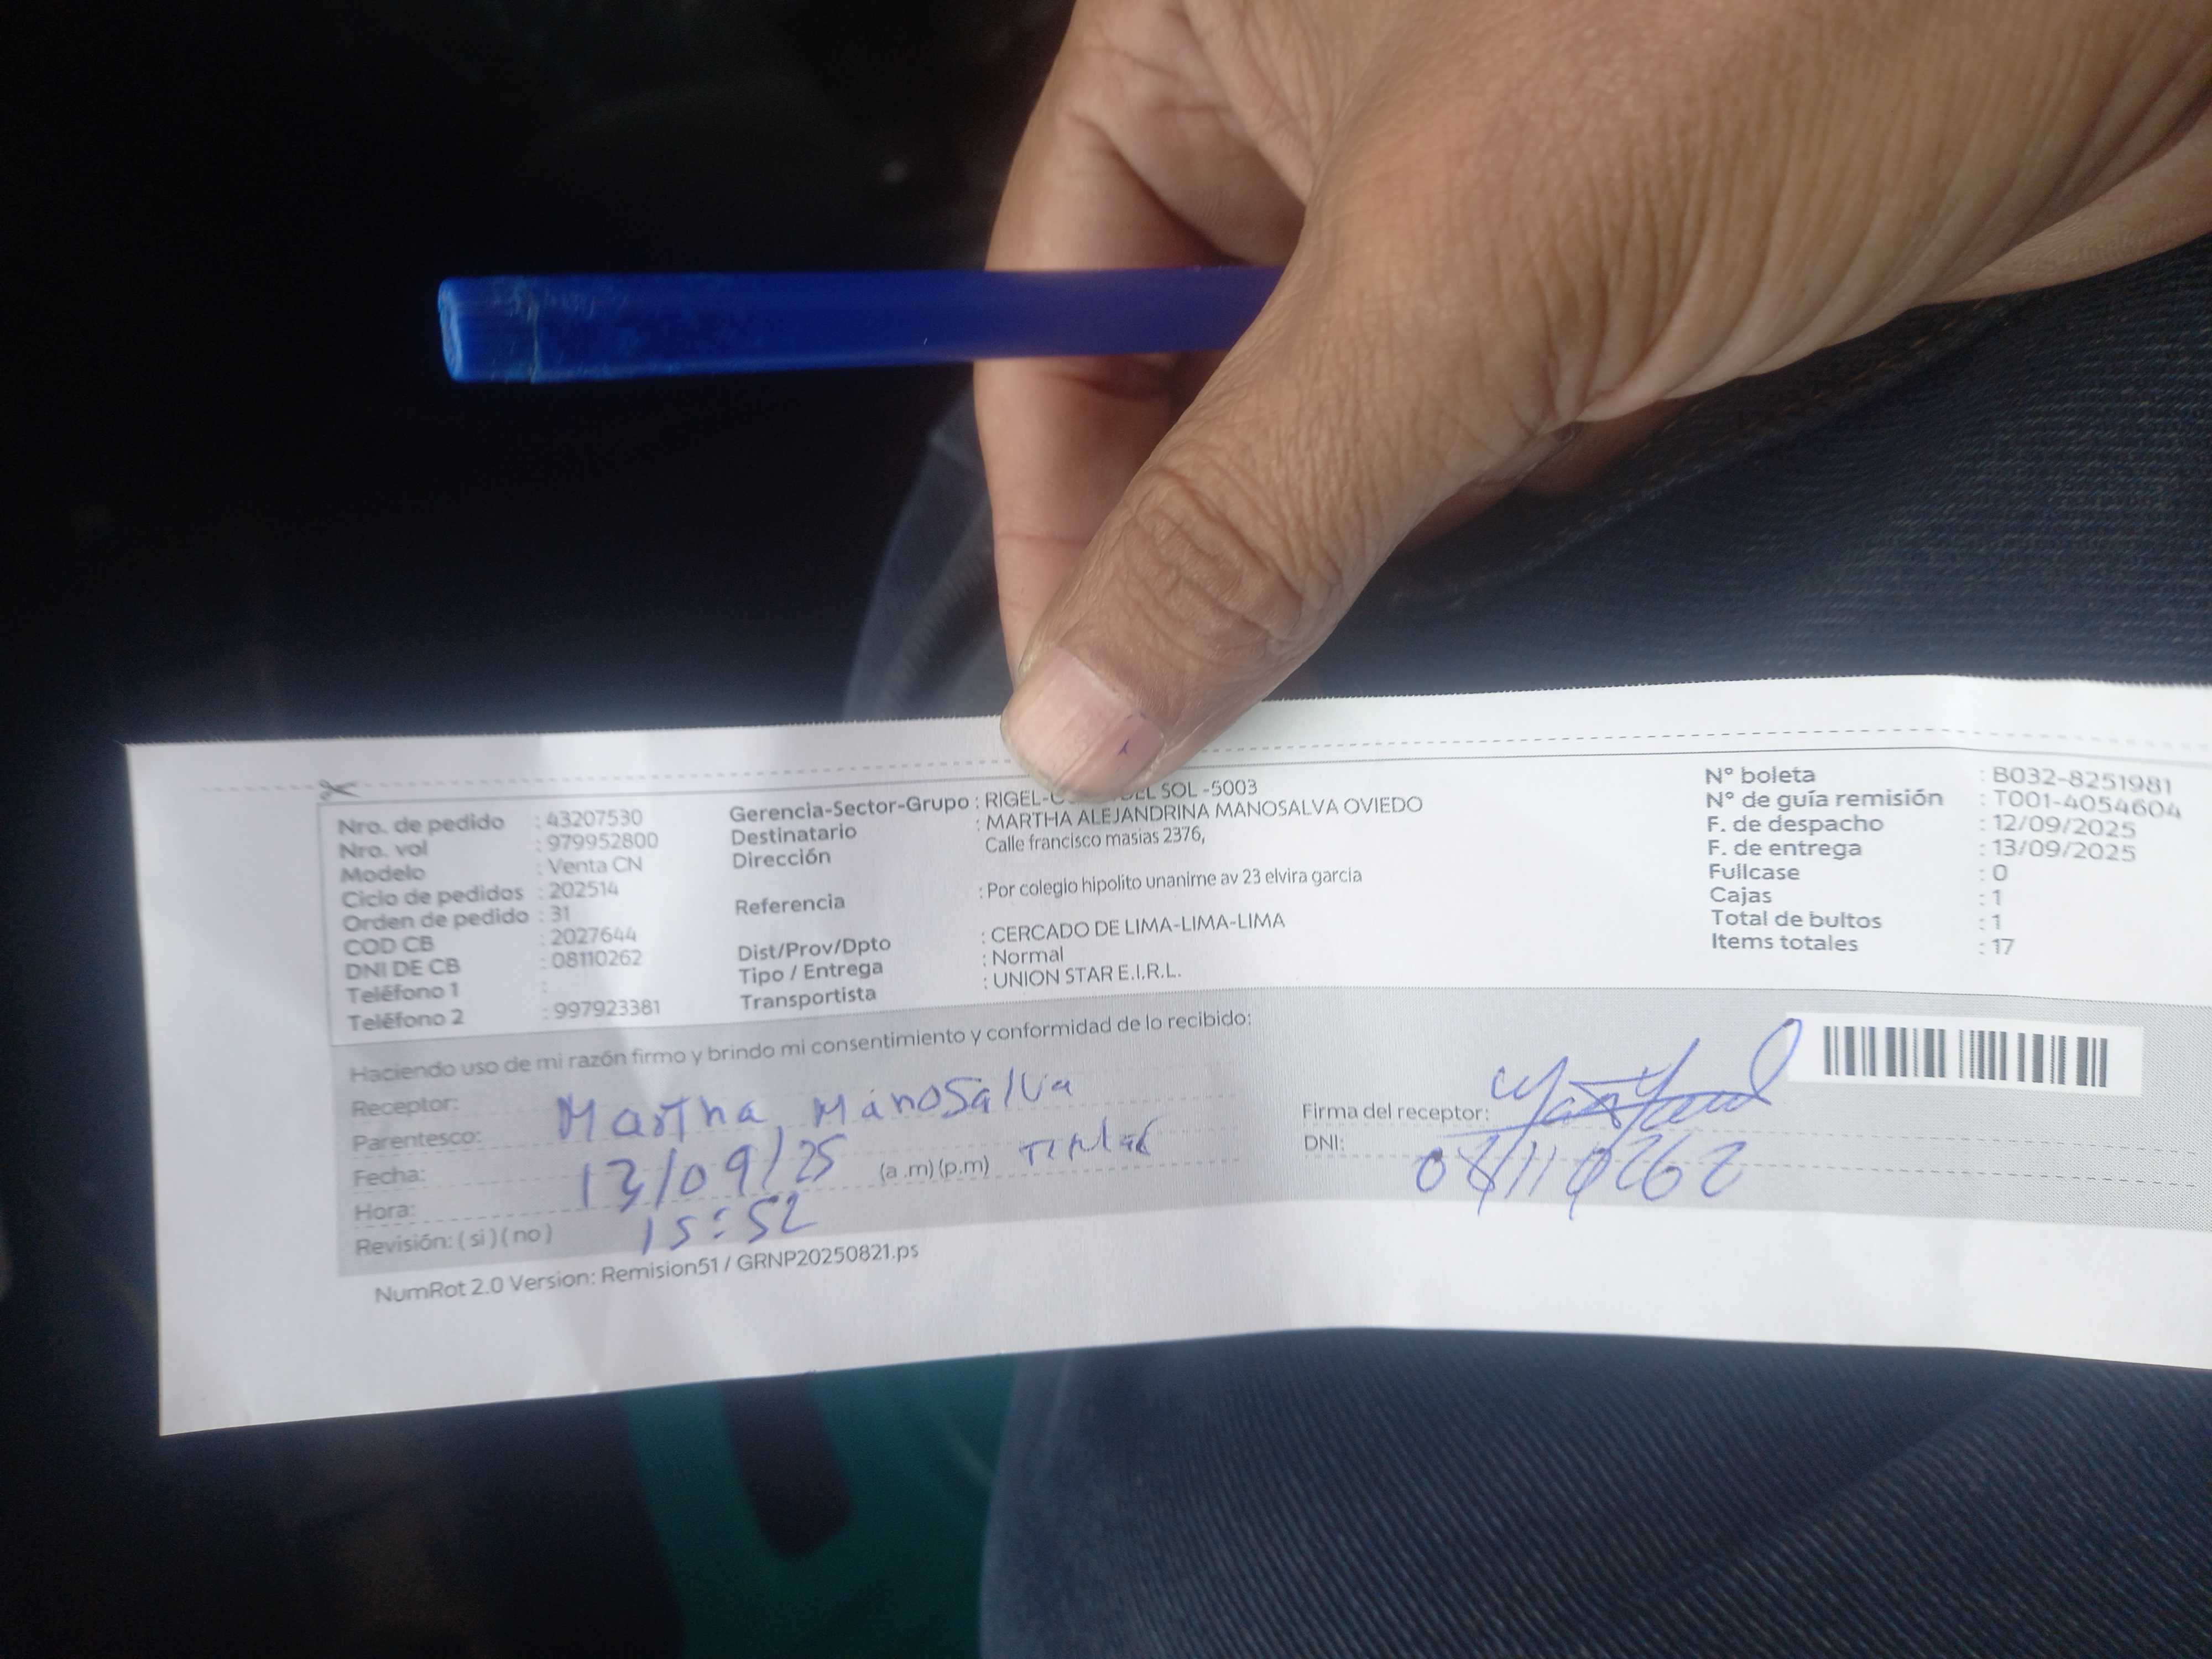 Nro. de pedido : 43207530
Nro. vol : 979952800
Modelo : Venta CN
Ciclo de pedidos : 202514
Orden de pedido : 31
COD CB : 2027644
DNI DE CB : 08110262
Teléfono 1 :
Teléfono 2 : 997923381
Gerencia-Sector-Grupo : RIGEL- SOL -5003
Destinatario : MARTHA ALEJANDRINA MANOSALVA OVIEDO
Dirección Calle francisco masias 2376,
Referencia : Por colegio hipolito unanime av 23 elvira garcia
Dist/Prov/Dpto : CERCADO DE LIMA-LIMA-LIMA
Tipo / Entrega : Normal
Transportista : UNION STAR E.I.R.L.
N° boleta : B032-8251981
N° de guía remisión : T001-4054604
F. de despacho : 12/09/2025
F. de entrega : 13/09/2025
Fullcase : 0
Cajas : 1
Total de bultos : 1
Items totales : 17
Haciendo uso de mi razón firmo y brindo mi consentimiento y conformidad de lo recibido:
Receptor: Martha Manosalva
Parentesco:
Fecha: 13/09/25 (a .m) (p.m)
Hora: 15:52
Revisión: ( si ) ( no )
Firma del receptor:
DNI: 08110262
NumRot 2.0 Version: Remision51 / GRNP20250821.ps